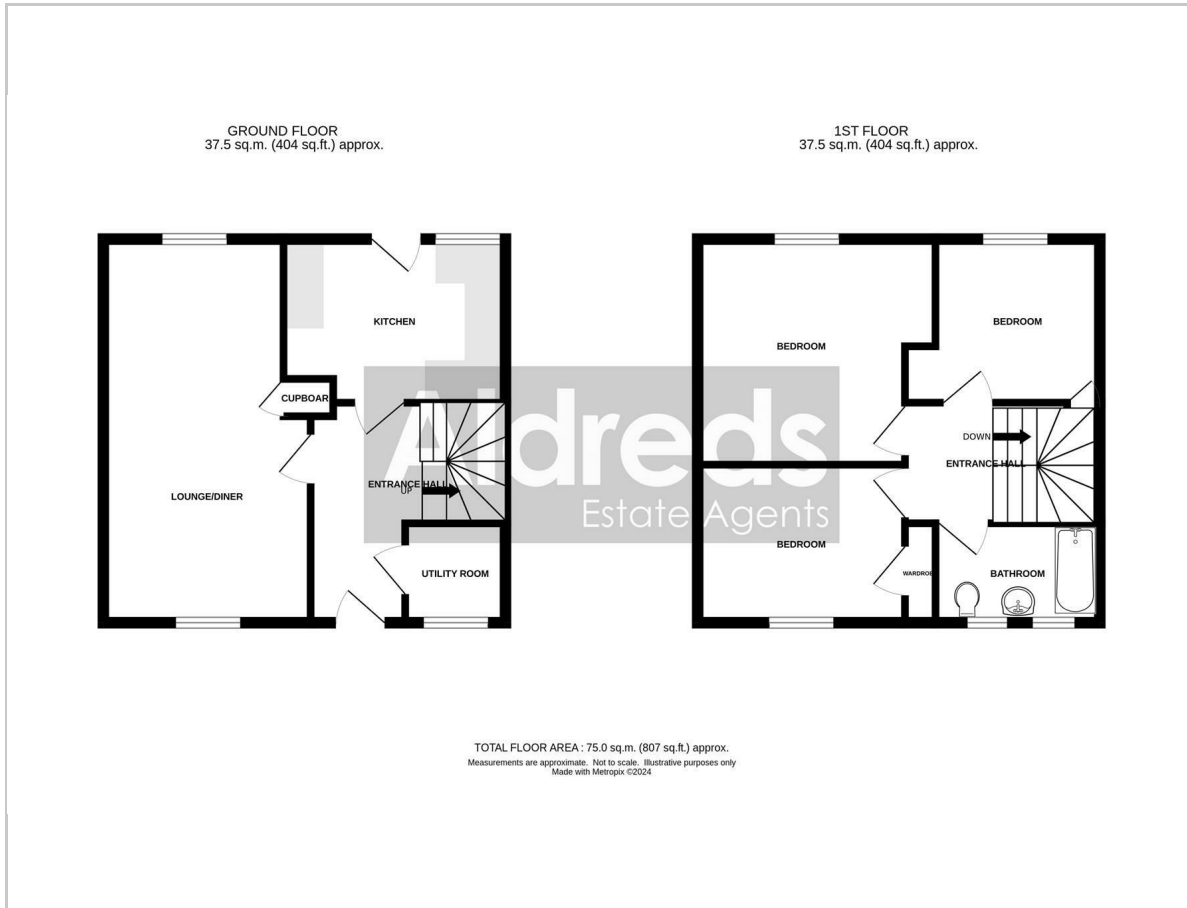 GROUND FLOOR
37.5 sq.m. (404 sq.ft.) approx.
1ST FLOOR
37.5 sq.m. (404 sq.ft.) approx.
KITCHEN
CUPBOAR
LOUNGE/DINER
ENTRANCE HALL
UP
UTILITY ROOM
BEDROOM
BEDROOM
DOWN
ENTRANCE HALL
BEDROOM
WARDROBE
BATHROOM
Aldreds
Estate Agents
TOTAL FLOOR AREA : 75.0 sq.m. (807 sq.ft.) approx.
Measurements are approximate. Not to scale. Illustrative purposes only
Made with Metropix ©2024